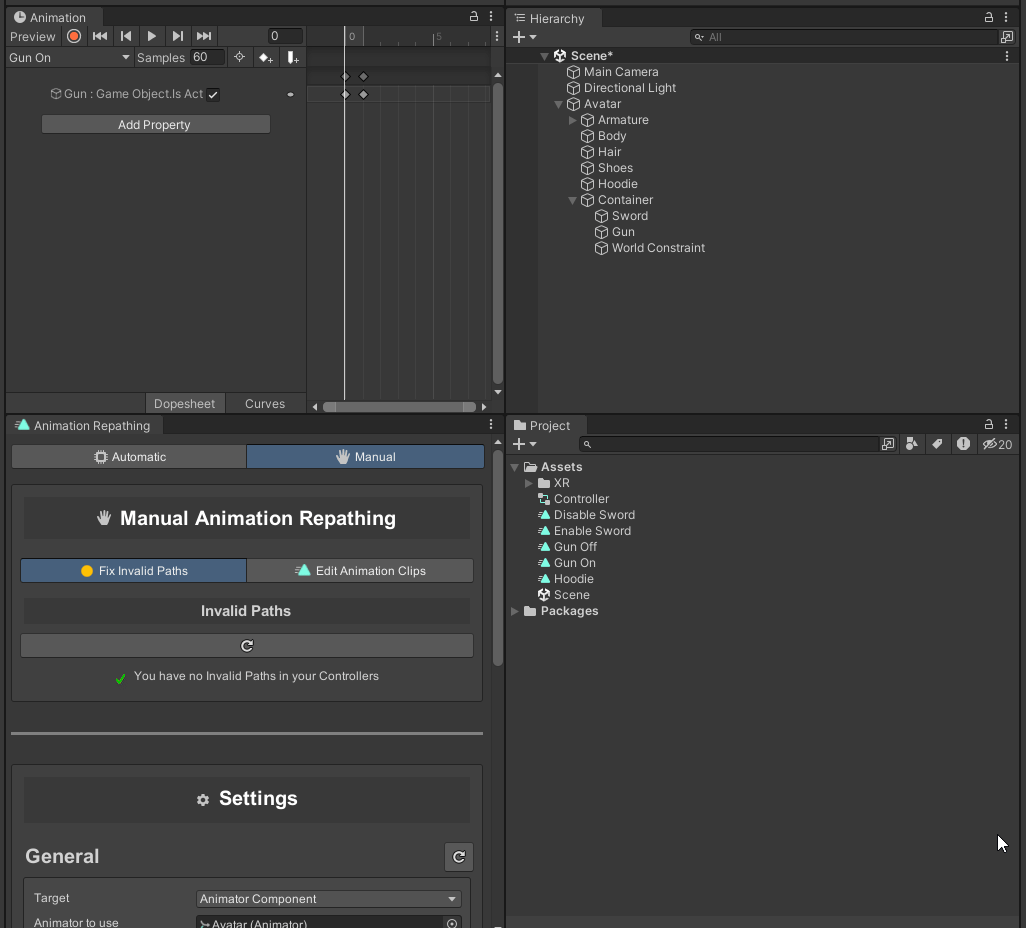 Animation
Preview
0
0
5
Gun On
Samples
60
Gun : Game Object.Is Act
Add Property
Dopesheet
Curves
Hierarchy
All
Scene*
Main Camera
Directional Light
Avatar
Armature
Body
Hair
Shoes
Hoodie
Container
Sword
Gun
World Constraint
Animation Repathing
Automatic
Manual
Manual Animation Repathing
Fix Invalid Paths
Edit Animation Clips
Invalid Paths
You have no Invalid Paths in your Controllers
Settings
General
Target
Animator Component
Animator to use
Avatar (Animator)
Project
20
Assets
XR
Controller
Disable Sword
Enable Sword
Gun Off
Gun On
Hoodie
Scene
Packages